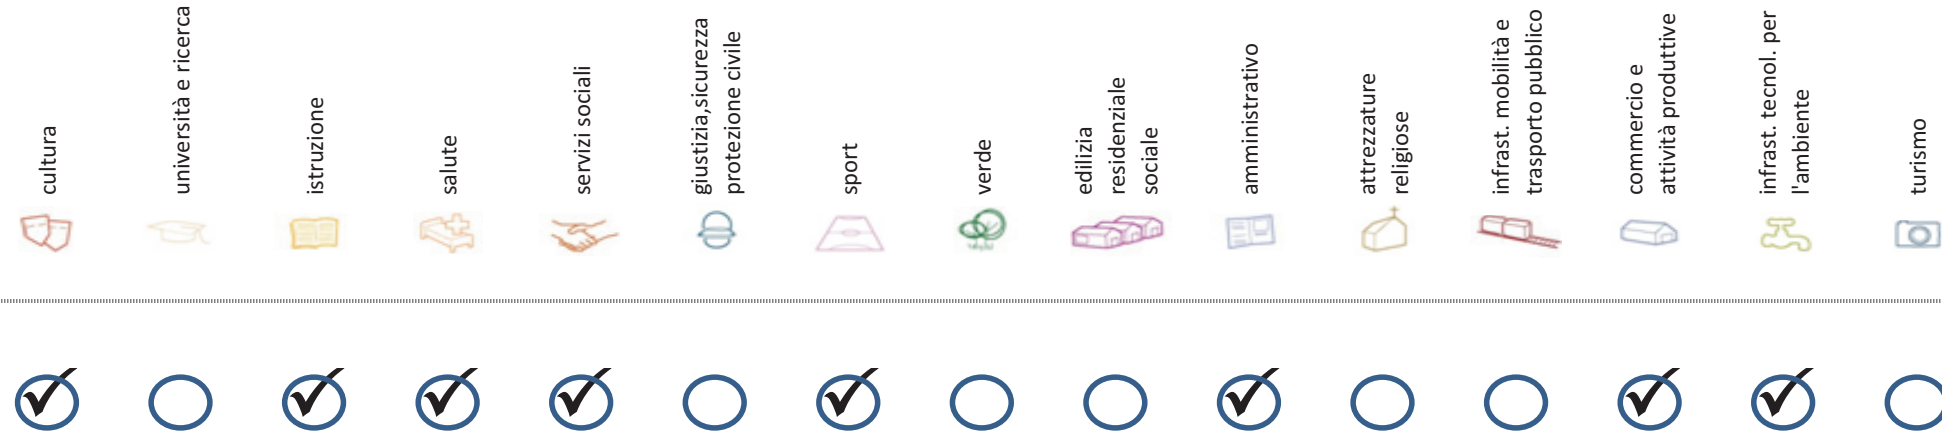 cultura
università e ricerca
istruzione
salute
servizi sociali
giustizia,sicurezza
protezione civile
sport
verde
edilizia
residenziale
sociale
amministrativo
attrezzature
religiose
infrast. mobilità e
trasporto pubblico
commercio e
attività produttive
infrast. tecnol. per
l'ambiente
turismo